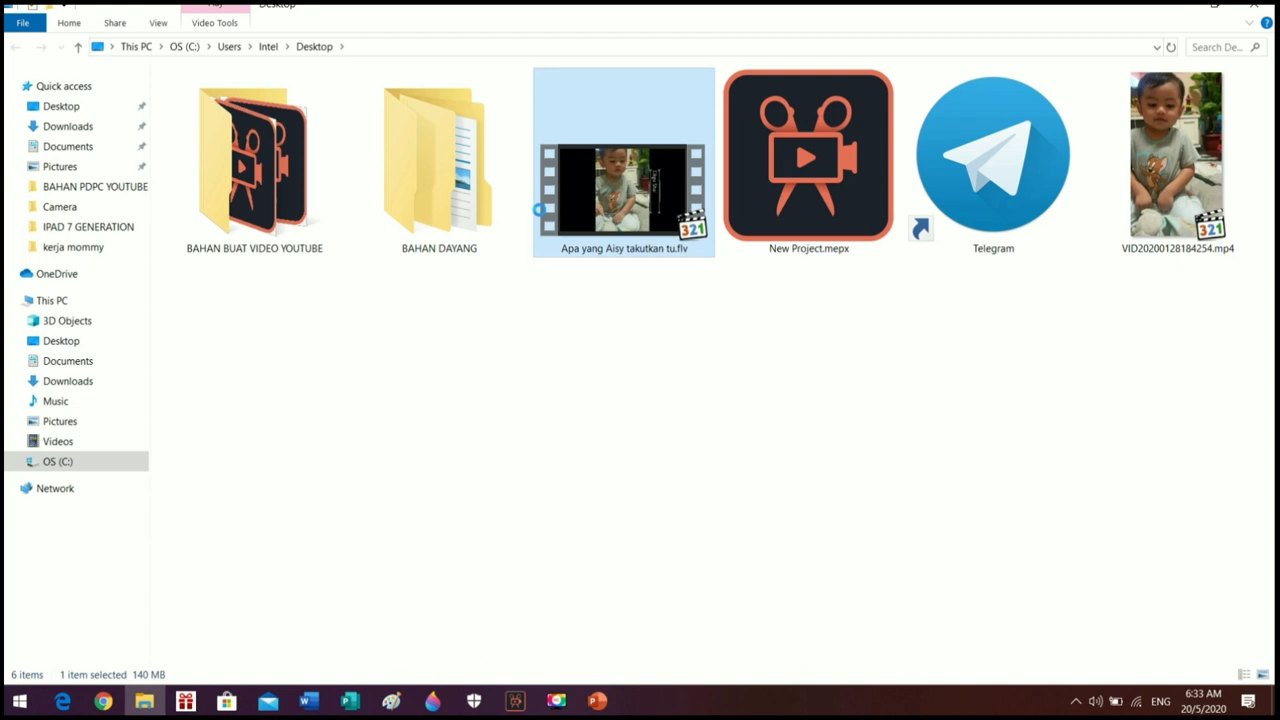 Desktop
File Home Share View Video Tools
This PC OS (C:) Users Intel Desktop
Search De...
Quick access
Desktop
Downloads
Documents
Pictures
BAHAN PDPC YOUTUBE
Camera
IPAD 7 GENERATION
kerja mommy
OneDrive
This PC
3D Objects
Desktop
Documents
Downloads
Music
Pictures
Videos
OS (C:)
Network
321
321
BAHAN BUAT VIDEO YOUTUBE
BAHAN DAYANG
Apa yang Aisy takutkan tu.flv
New Project.mepx
Telegram
VID20200128184254.mp4
6 items 1 item selected 140 MB
ENG
6:33 AM
20/5/2020